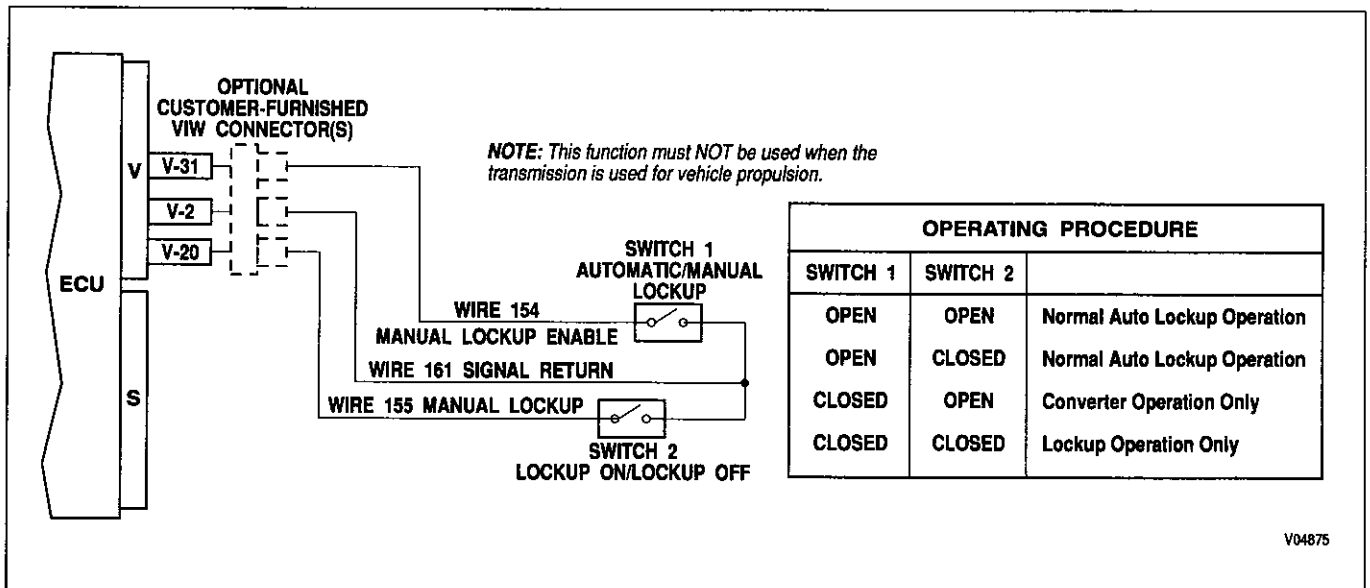 OPTIONAL
CUSTOMER-FURNISHED
VIW CONNECTOR(S)
V
V-31
V-2
V-20
ECU
S
NOTE: This function must NOT be used when the
transmission is used for vehicle propulsion.
SWITCH 1
AUTOMATIC/MANUAL
LOCKUP
WIRE 154
MANUAL LOCKUP ENABLE
WIRE 161 SIGNAL RETURN
WIRE 155 MANUAL LOCKUP
SWITCH 2
LOCKUP ON/LOCKUP OFF
OPERATING PROCEDURE
SWITCH 1 SWITCH 2
OPEN OPEN Normal Auto Lockup Operation
OPEN CLOSED Normal Auto Lockup Operation
CLOSED OPEN Converter Operation Only
CLOSED CLOSED Lockup Operation Only
V04875